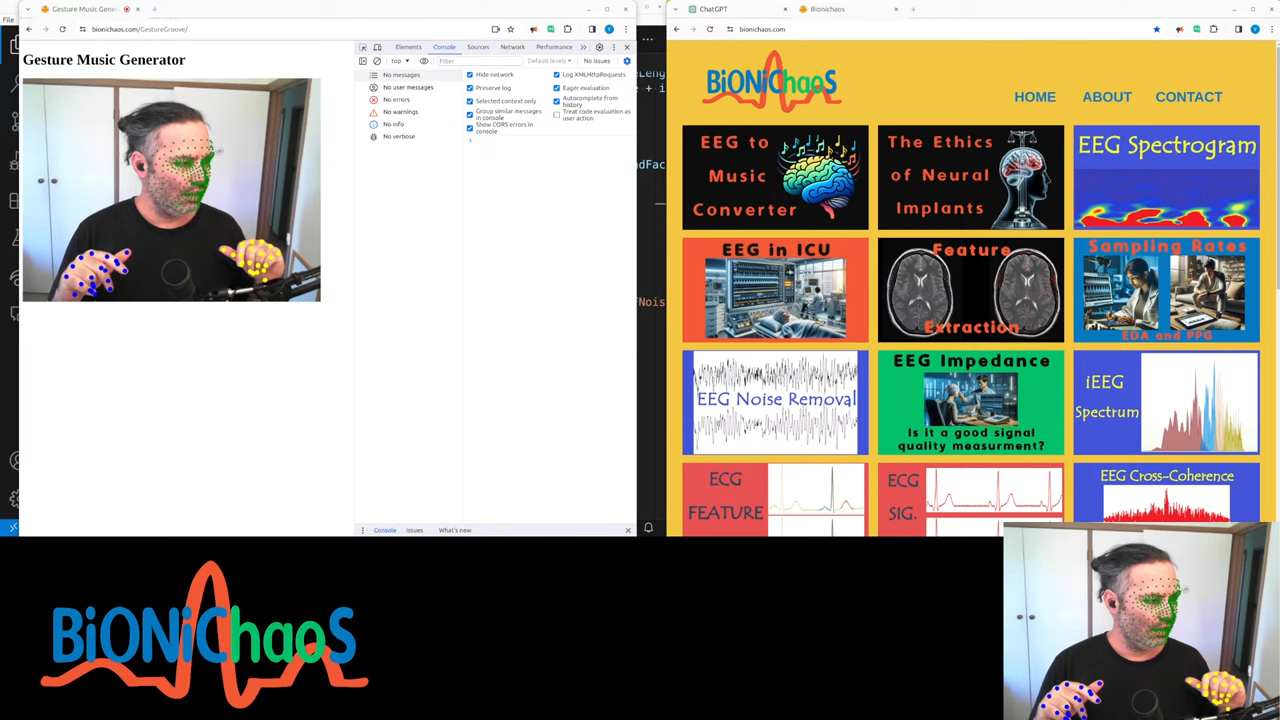 Gesture Music Gener
bionichaos.com/GestureGroove/
File
Gesture Music Generator
Elements
Console
Sources
Network
Performance
top
Filter
Default levels
No Issues
No messages
No user messages
No errors
No warnings
No info
No verbose
Hide network
Preserve log
Selected context only
Group similar messages
in console
Show CORS errors in
console
Log XMLHttpRequests
Eager evaluation
Autocomplete from
history
Treat code evaluation as
user action
Console
Issues
What's new
ChatGPT
Bionichaos
bionichaos.com
BiONiChaoS
HOME
ABOUT
CONTACT
EEG to
Music
Converter
The Ethics
of Neural
Implants
EEG Spectrogram
EEG in ICU
Feature
Extraction
Sampling Rates
EDA and PPG
EEG Noise Removal
EEG Impedance
Is it a good signal
quality measurment?
iEEG
Spectrum
ECG
FEATURE
ECG
SIG.
EEG Cross-Coherence
BiONiChaoS